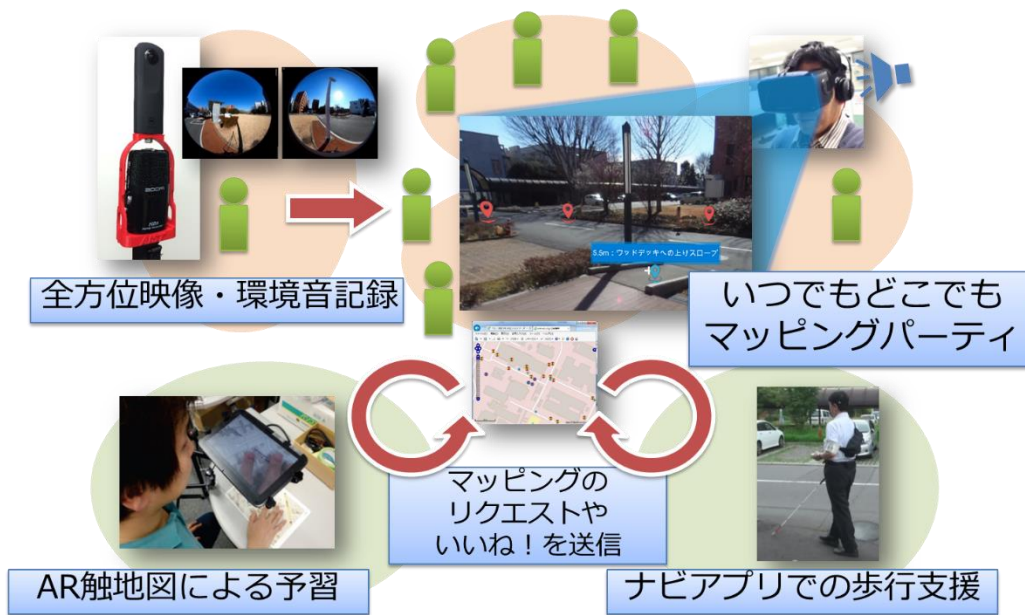 ZOOM
5.5m：ウッドデッキへの上りスロープ
全方位映像・環境音記録
いつでもどこでも
マッピングパーティ
マッピングの
リクエストや
いいね！を送信
AR触地図による予習
ナビアプリでの歩行支援